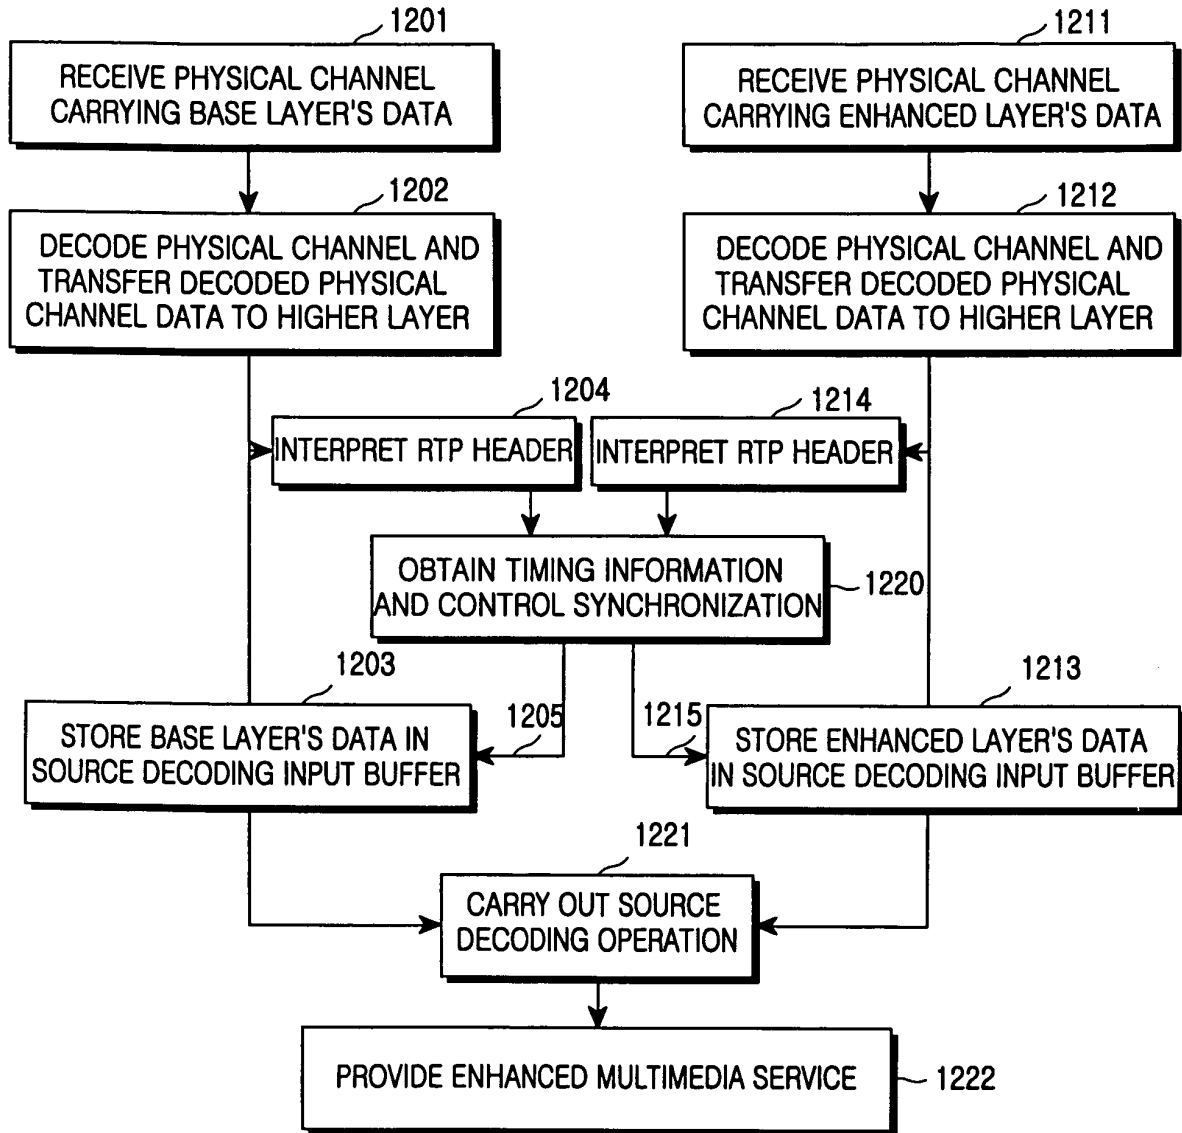 1201
RECEIVE PHYSICAL CHANNEL
CARRYING BASE LAYER'S DATA
1211
RECEIVE PHYSICAL CHANNEL
CARRYING ENHANCED LAYER'S DATA
1202
DECODE PHYSICAL CHANNEL AND
TRANSFER DECODED PHYSICAL
CHANNEL DATA TO HIGHER LAYER
1212
DECODE PHYSICAL CHANNEL AND
TRANSFER DECODED PHYSICAL
CHANNEL DATA TO HIGHER LAYER
1204
INTERPRET RTP HEADER
1214
INTERPRET RTP HEADER
OBTAIN TIMING INFORMATION
AND CONTROL SYNCHRONIZATION
1220
1203
STORE BASE LAYER'S DATA IN
SOURCE DECODING INPUT BUFFER
1205
1215
1213
STORE ENHANCED LAYER'S DATA
IN SOURCE DECODING INPUT BUFFER
1221
CARRY OUT SOURCE
DECODING OPERATION
PROVIDE ENHANCED MULTIMEDIA SERVICE
1222